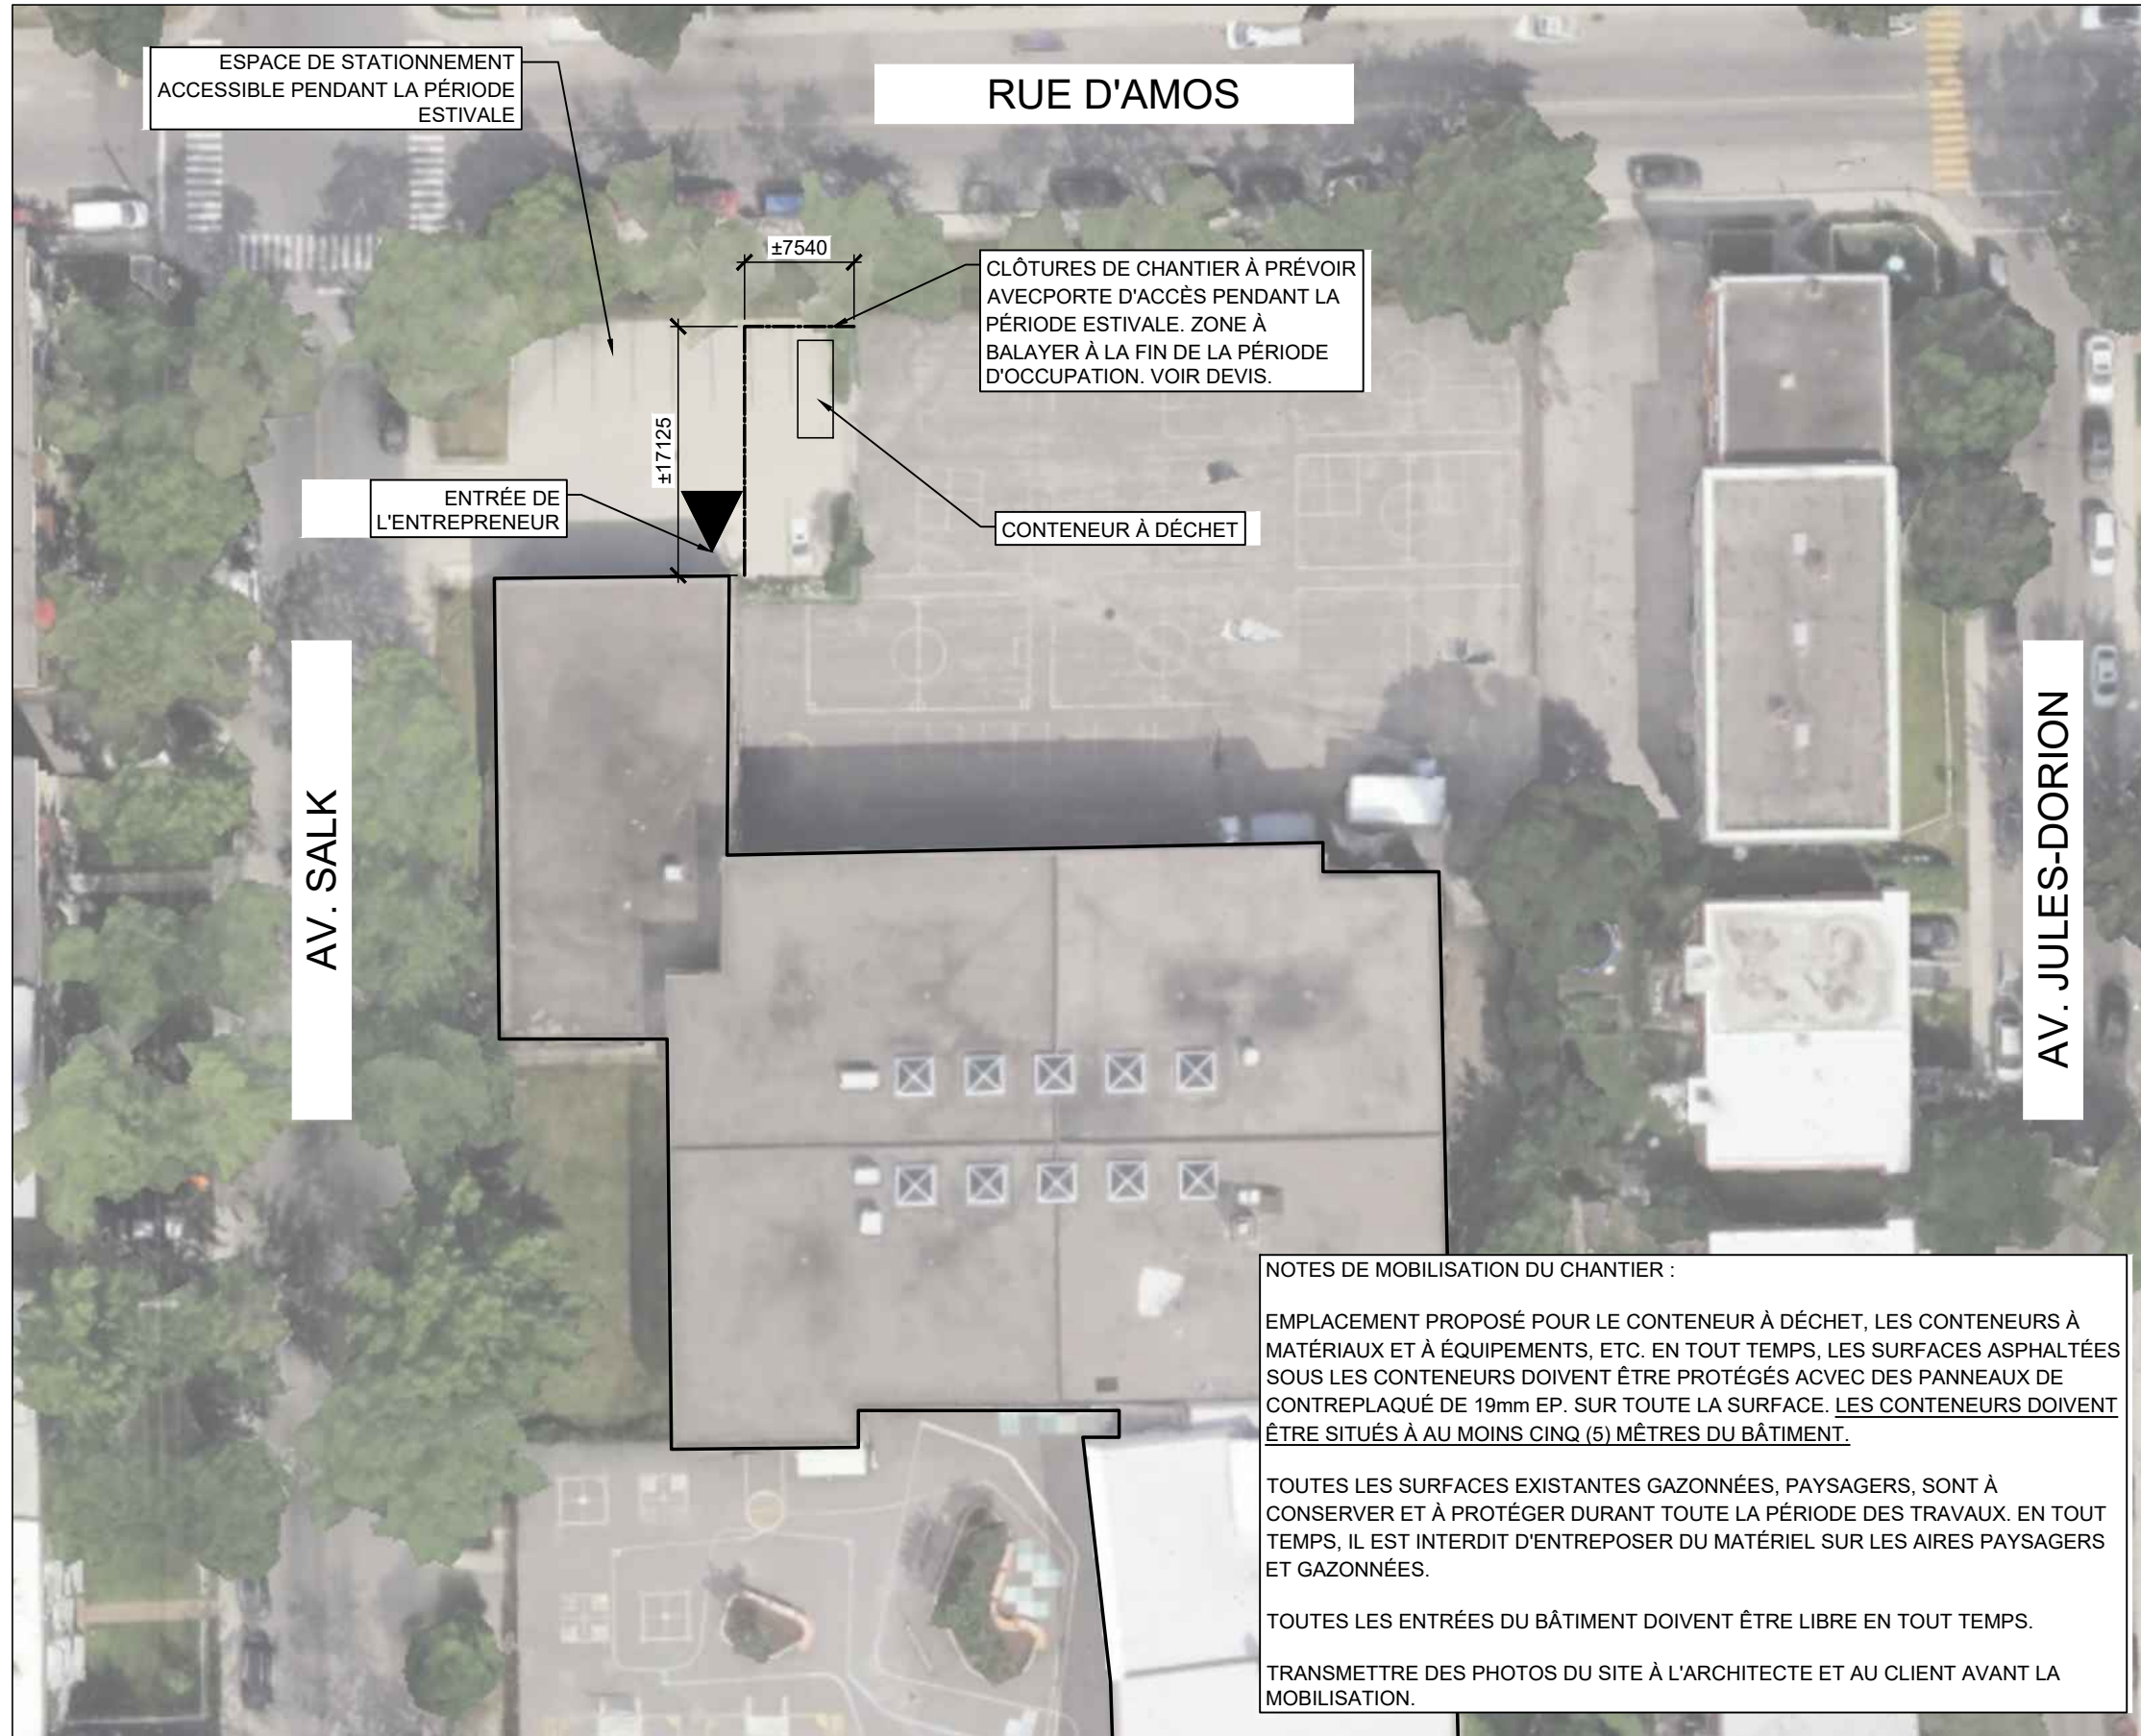 ESPACE DE STATIONNEMENT
ACCESSIBLE PENDANT LA PÉRIODE
ESTIVALE
RUE D'AMOS
±7540
CLÔTURES DE CHANTIER À PRÉVOIR
AVECPORTE D'ACCÈS PENDANT LA
PÉRIODE ESTIVALE. ZONE À
BALAYER À LA FIN DE LA PÉRIODE
D'OCCUPATION. VOIR DEVIS.
±17125
ENTRÉE DE
L'ENTREPRENEUR
CONTENEUR À DÉCHET
AV. SALK
AV. JULES-DORION
NOTES DE MOBILISATION DU CHANTIER :
EMPLACEMENT PROPOSÉ POUR LE CONTENEUR À DÉCHET, LES CONTENEURS À
MATÉRIAUX ET À ÉQUIPEMENTS, ETC. EN TOUT TEMPS, LES SURFACES ASPHALTÉES
SOUS LES CONTENEURS DOIVENT ÊTRE PROTÉGÉS ACVEC DES PANNEAUX DE
CONTREPLAQUÉ DE 19mm EP. SUR TOUTE LA SURFACE. LES CONTENEURS DOIVENT
ÊTRE SITUÉS À AU MOINS CINQ (5) MÊTRES DU BÂTIMENT.
TOUTES LES SURFACES EXISTANTES GAZONNÉES, PAYSAGERS, SONT À
CONSERVER ET À PROTÉGER DURANT TOUTE LA PÉRIODE DES TRAVAUX. EN TOUT
TEMPS, IL EST INTERDIT D'ENTREPOSER DU MATÉRIEL SUR LES AIRES PAYSAGERS
ET GAZONNÉES.
TOUTES LES ENTRÉES DU BÂTIMENT DOIVENT ÊTRE LIBRE EN TOUT TEMPS.
TRANSMETTRE DES PHOTOS DU SITE À L'ARCHITECTE ET AU CLIENT AVANT LA
MOBILISATION.